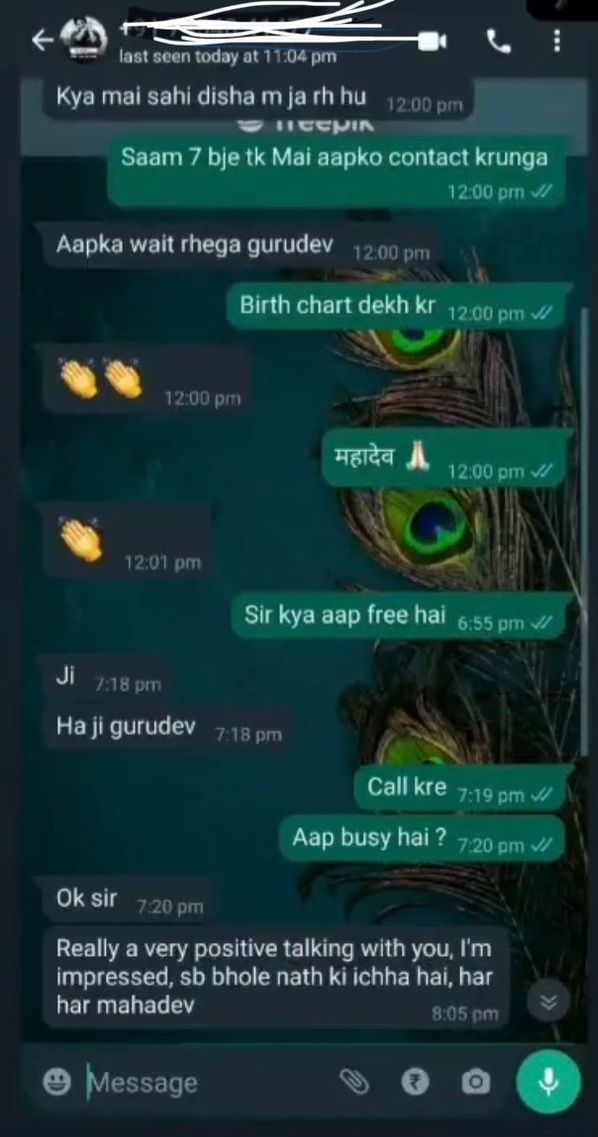 last seen today at 11:04 pm
Kya mai sahi disha m ja rh hu 12:00 pm
freepik
Saam 7 bje tk Mai aapko contact krunga
12:00 pm
Aapka wait rhega gurudev 12:00 pm
Birth chart dekh kr 12:00 pm
12:00 pm
महादेव 🙏🏻 12:00 pm
12:01 pm
Sir kya aap free hai 6:55 pm
Ji 7:18 pm
Ha ji gurudev 7:18 pm
Call kre 7:19 pm
Aap busy hai ? 7:20 pm
Ok sir 7:20 pm
Really a very positive talking with you, I'm
impressed, sb bhole nath ki ichha hai, har
har mahadev
8:05 pm
Message